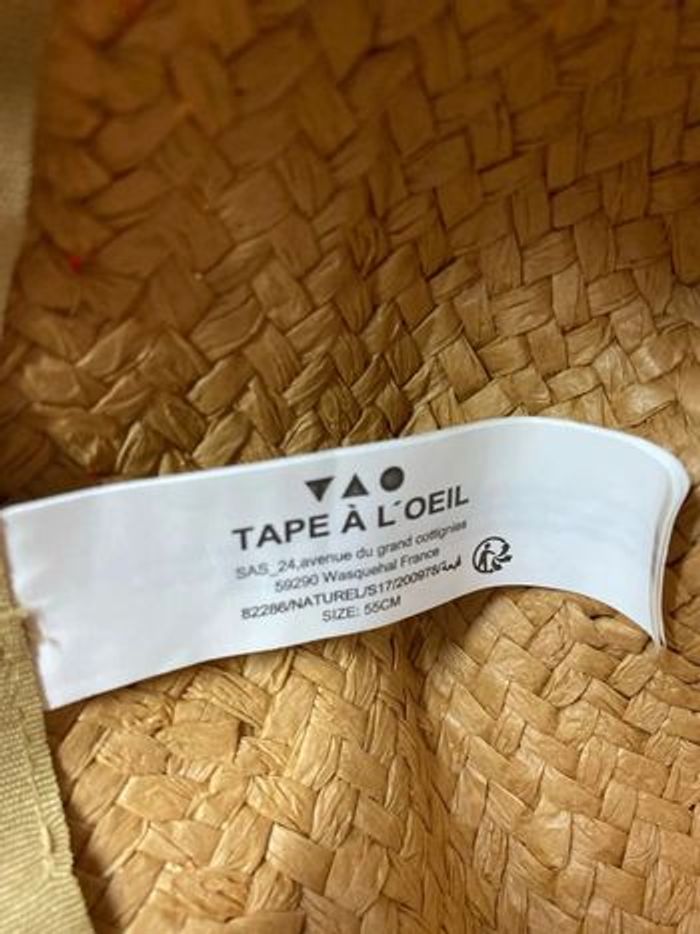 TAPE À L´OEIL
SAS_24,avenue du grand cottignies
59290 Wasquehal France
82286/NATUREL/S17/200978/
SIZE: 55CM